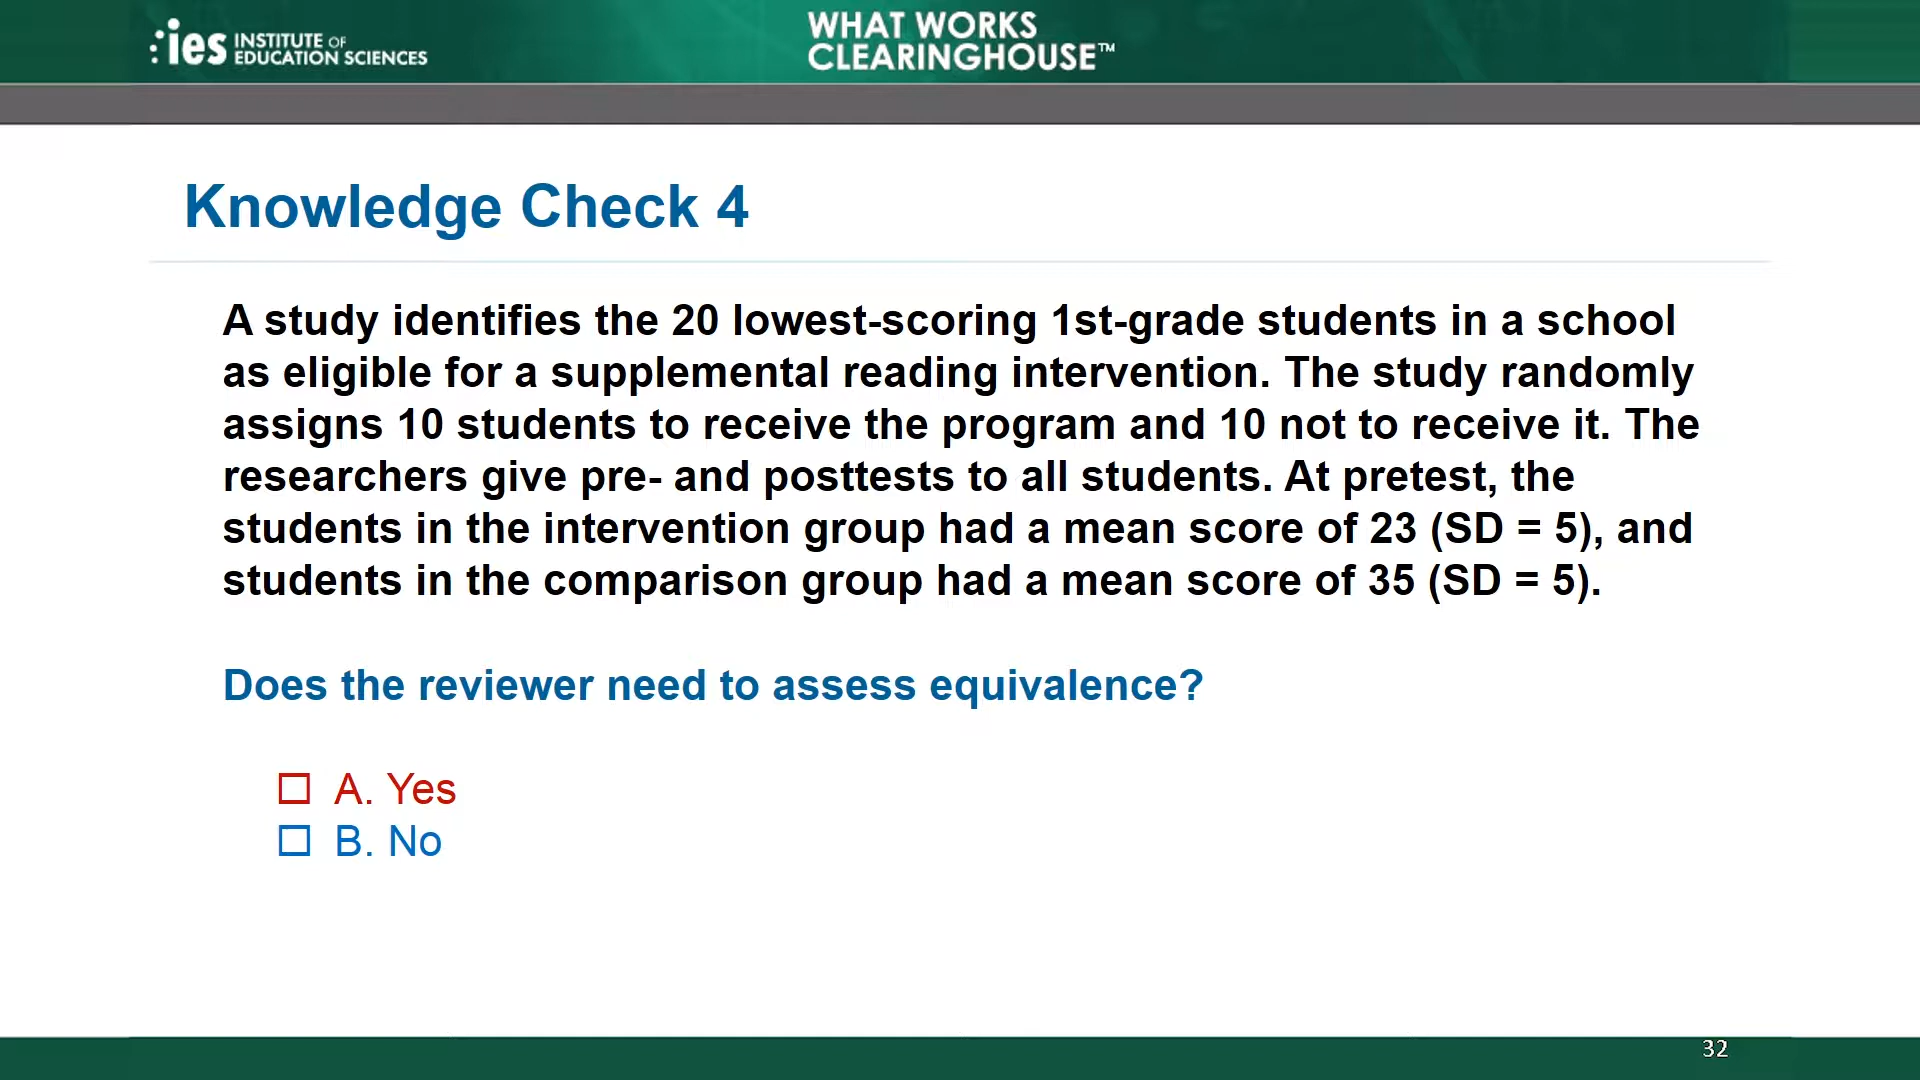 ies INSTITUTE OF
EDUCATION SCIENCES
WHAT WORKS
CLEARINGHOUSE™
Knowledge Check 4
A study identifies the 20 lowest-scoring 1st-grade students in a school
as eligible for a supplemental reading intervention. The study randomly
assigns 10 students to receive the program and 10 not to receive it. The
researchers give pre- and posttests to all students. At pretest, the
students in the intervention group had a mean score of 23 (SD = 5), and
students in the comparison group had a mean score of 35 (SD = 5).
Does the reviewer need to assess equivalence?
☐ A. Yes
☐ B. No
32